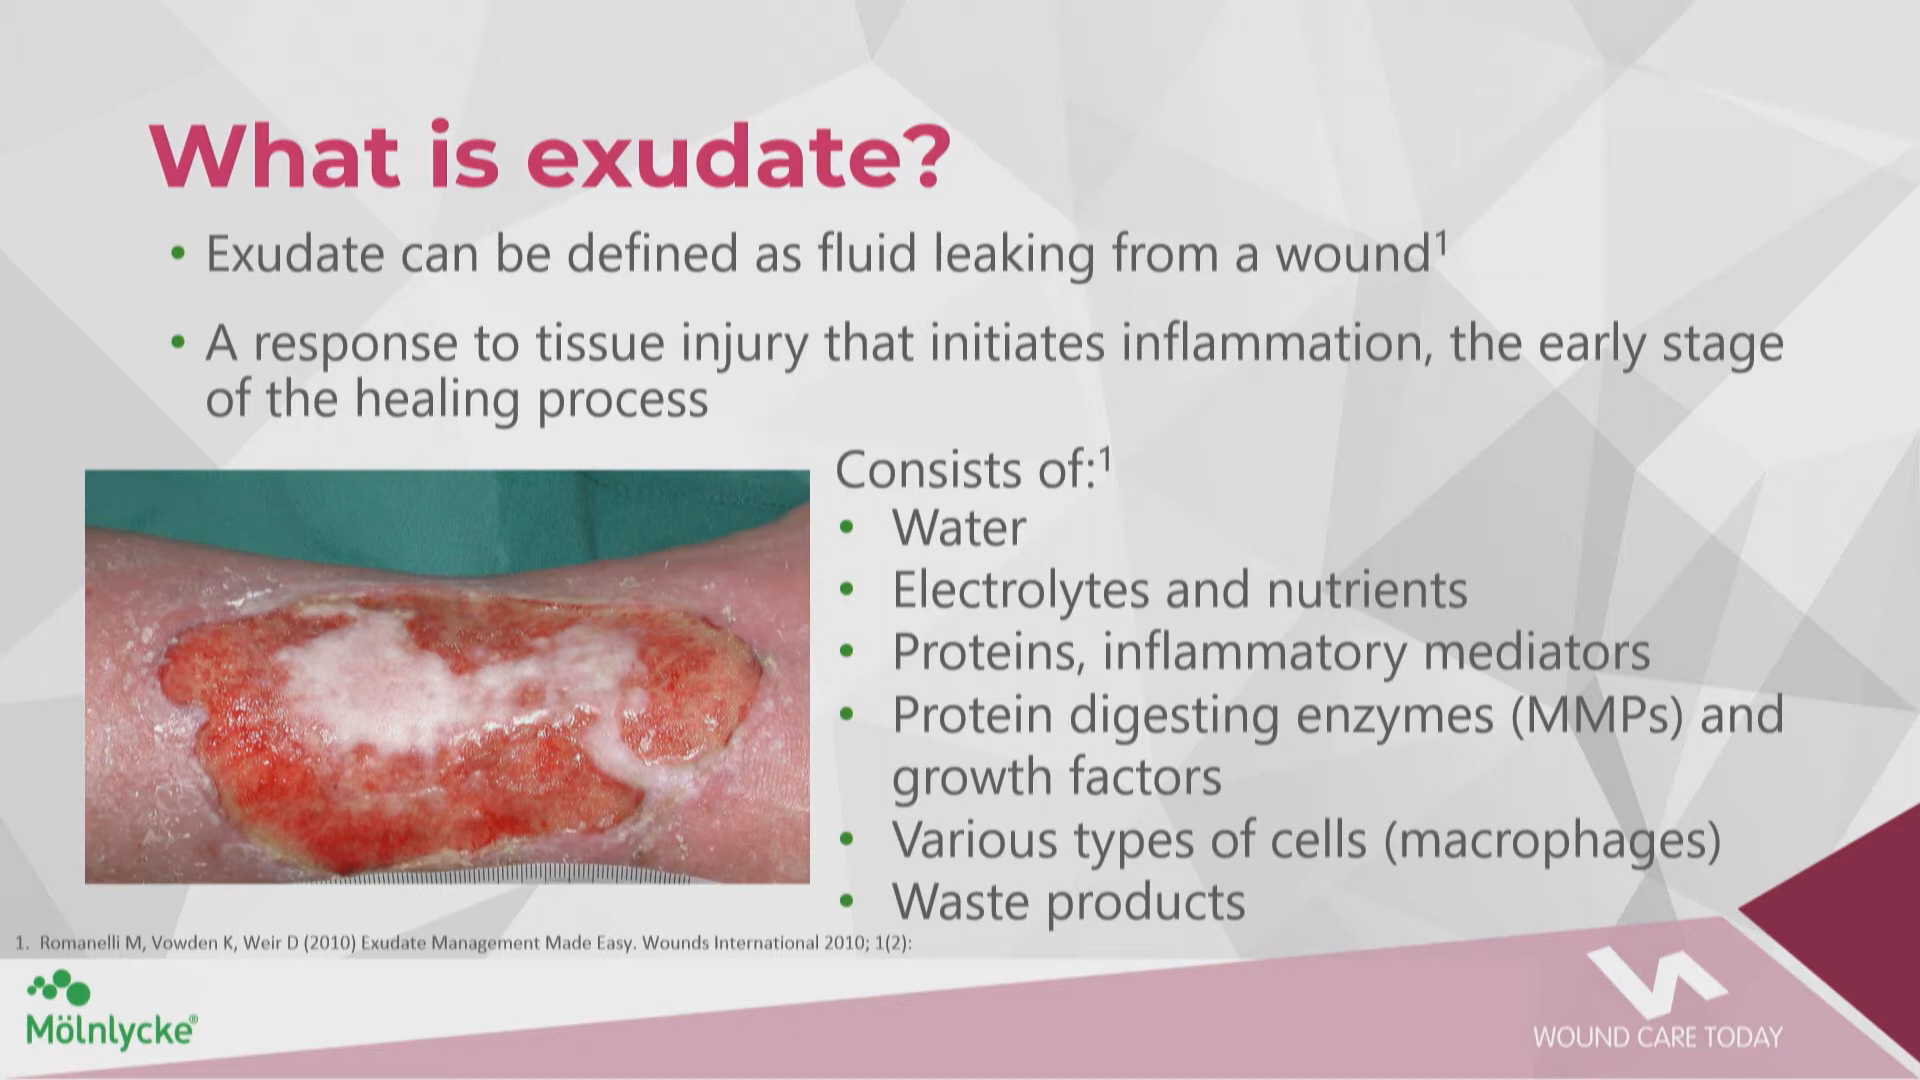 What is exudate?
• Exudate can be defined as fluid leaking from a wound¹
• A response to tissue injury that initiates inflammation, the early stage
of the healing process
Consists of:¹
• Water
• Electrolytes and nutrients
• Proteins, inflammatory mediators
• Protein digesting enzymes (MMPs) and
growth factors
• Various types of cells (macrophages)
• Waste products
1. Romanelli M, Vowden K, Weir D (2010) Exudate Management Made Easy. Wounds International 2010; 1(2):
Mölnlycke®
WOUND CARE TODAY